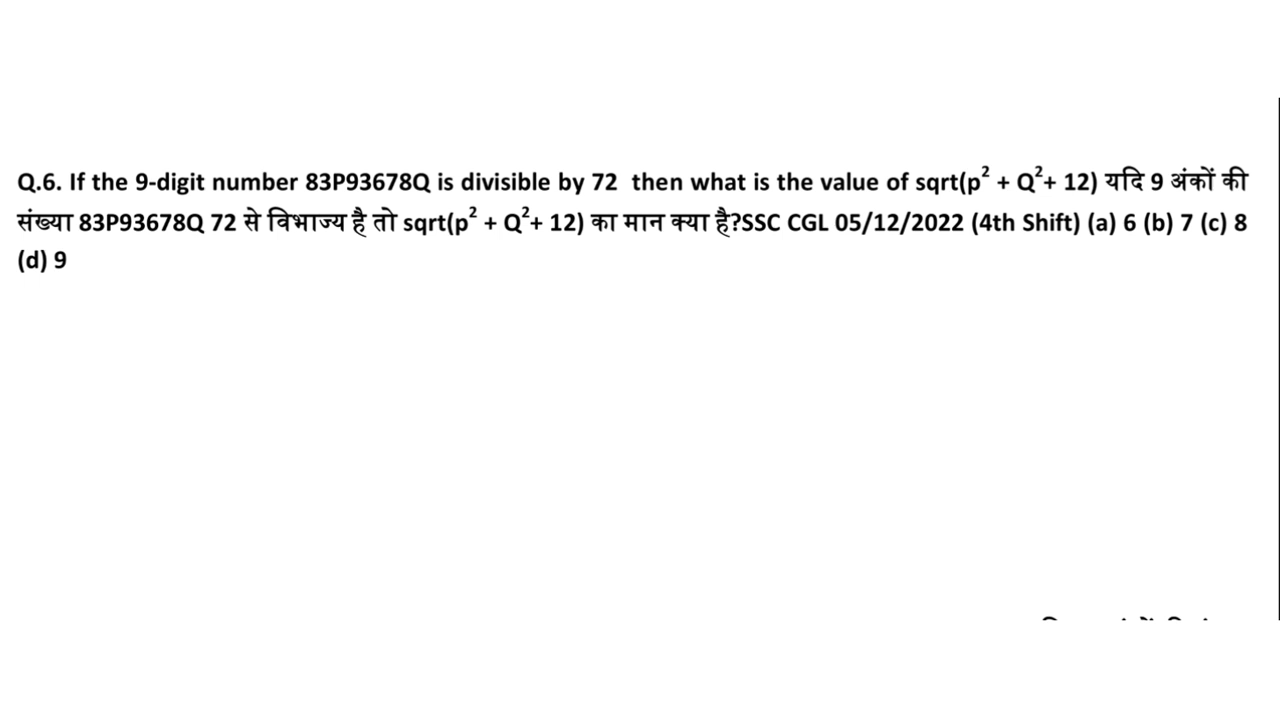 Q.6. If the 9-digit number 83P93678Q is divisible by 72 then what is the value of sqrt(p² + Q²+ 12) यदि 9 अंकों की
संख्या 83P93678Q 72 से विभाज्य है तो sqrt(p² + Q²+ 12) का मान क्या है?SSC CGL 05/12/2022 (4th Shift) (a) 6 (b) 7 (c) 8
(d) 9